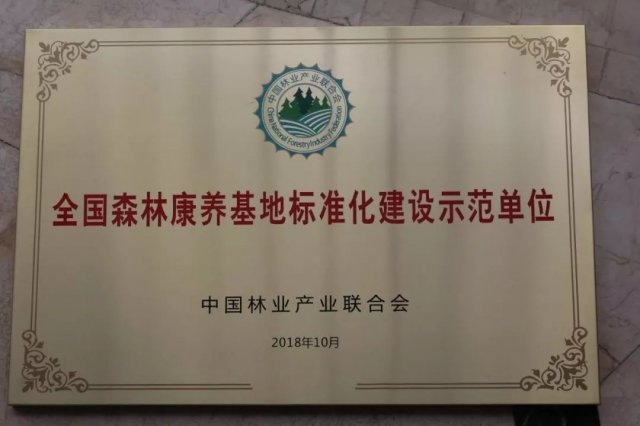 中国林业产业联合会
China National Forestry Industry Federation
全国森林康养基地标准化建设示范单位
中国林业产业联合会
2018年10月